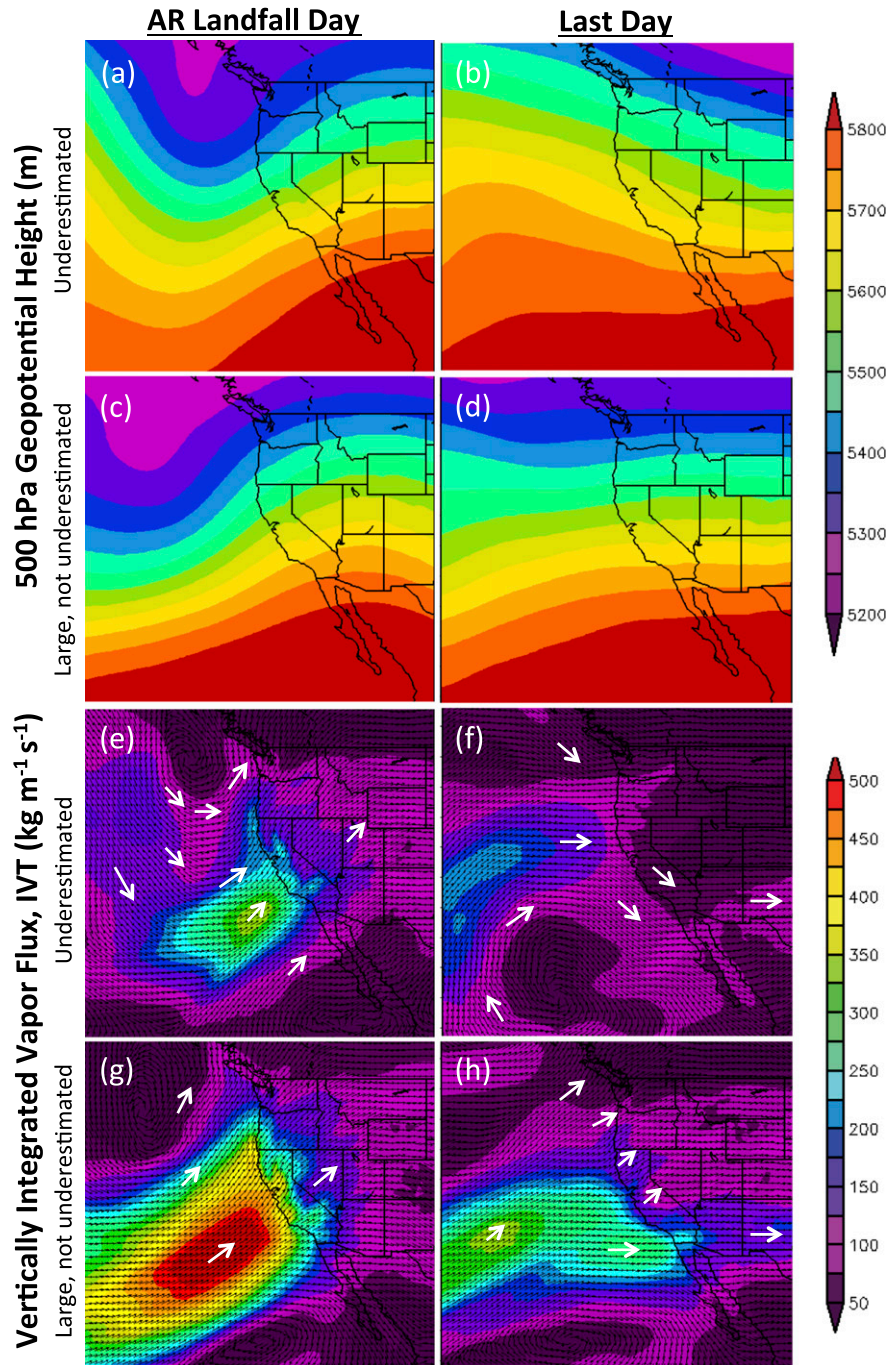 AR Landfall Day
Last Day
500 hPa Geopotential Height (m)
Underestimated
Large, not underestimated
(a)
(b)
(c)
(d)
5800
5700
5600
5500
5400
5300
5200
Vertically Integrated Vapor Flux, IVT (kg m⁻¹ s⁻¹)
Underestimated
Large, not underestimated
(e)
(f)
(g)
(h)
500
450
400
350
300
250
200
150
100
50